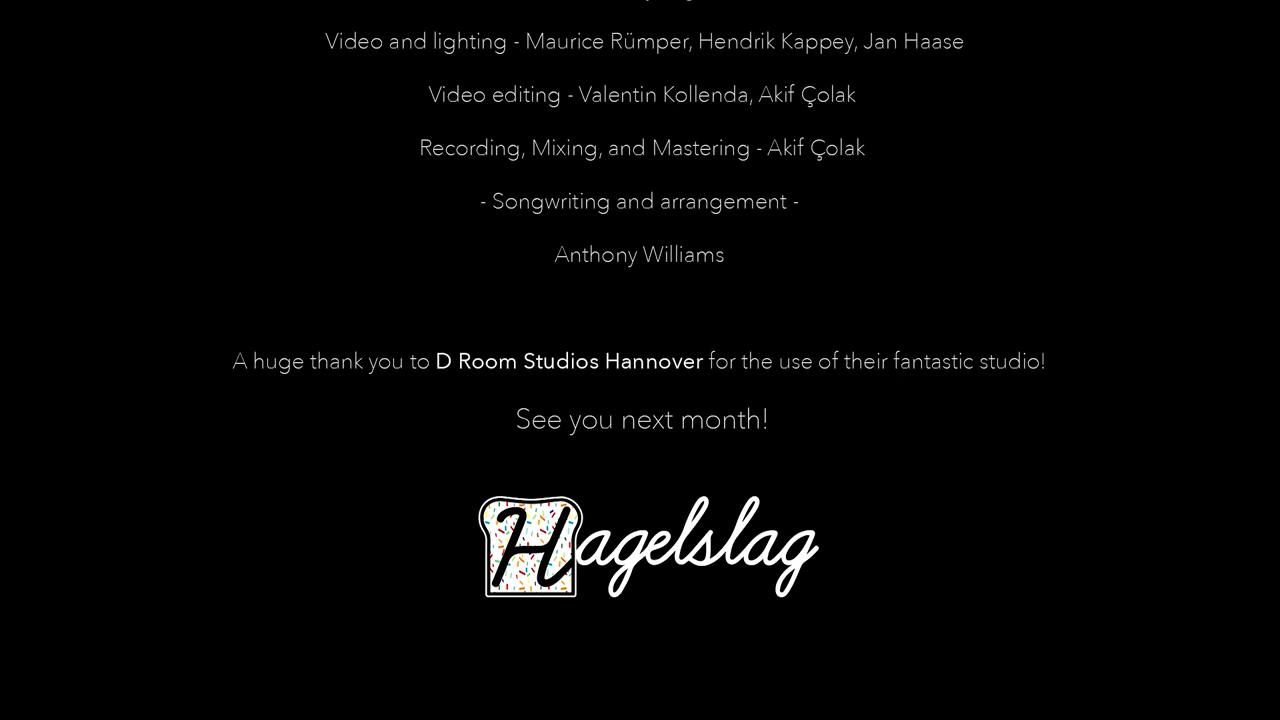 Video and lighting - Maurice Rümper, Hendrik Kappey, Jan Haase
Video editing - Valentin Kollenda, Akif Çolak
Recording, Mixing, and Mastering - Akif Çolak
- Songwriting and arrangement -
Anthony Williams
A huge thank you to D Room Studios Hannover for the use of their fantastic studio!
See you next month!
Hagelslag